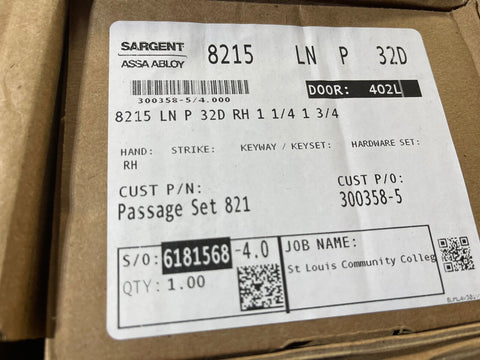 SARGENT
ASSA ABLOY
8215 LN P 32D
300358-5/4.000
DOOR: 402L
8215 LN P 32D RH 1 1/4 1 3/4
HAND: STRIKE: KEYWAY / KEYSET: HARDWARE SET:
RH
CUST P/N: CUST P/O:
Passage Set 821 300358-5
S/O: 6181568-4.0 JOB NAME:
St Louis Community Colleg
QTY: 1.00